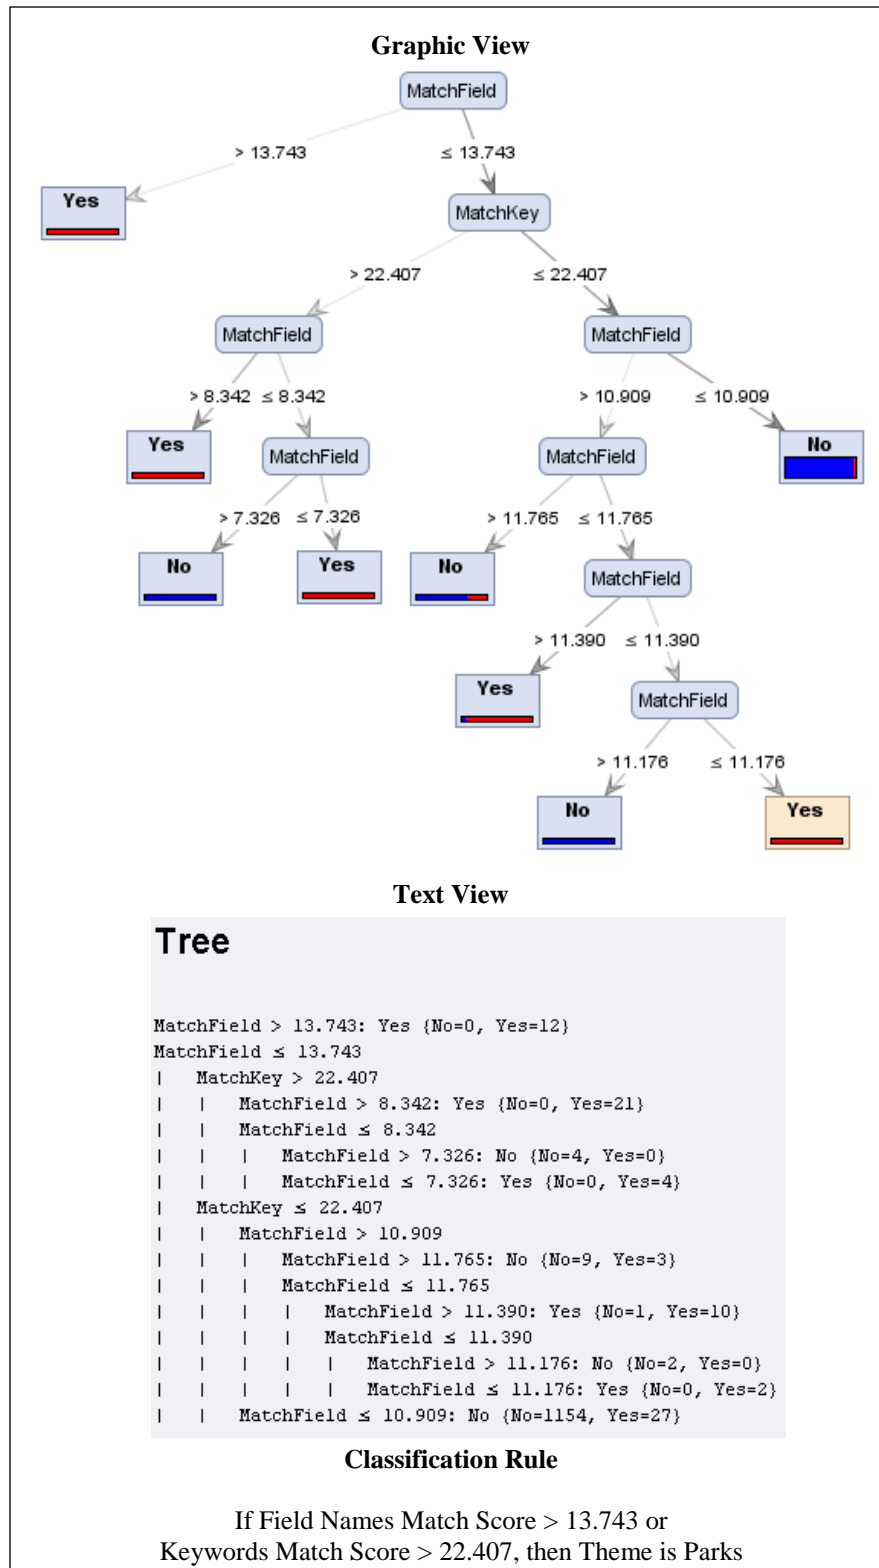 Graphic View
MatchField
> 13.743 ≤ 13.743
Yes
MatchKey
> 22.407 ≤ 22.407
MatchField MatchField
> 8.342 ≤ 8.342 > 10.909 ≤ 10.909
Yes MatchField MatchField No
> 7.326 ≤ 7.326 > 11.765 ≤ 11.765
No Yes No MatchField
> 11.390 ≤ 11.390
Yes MatchField
> 11.176 ≤ 11.176
No Yes
Text View
Tree
MatchField > 13.743: Yes {No=0, Yes=12}
MatchField ≤ 13.743
| MatchKey > 22.407
| | MatchField > 8.342: Yes {No=0, Yes=21}
| | MatchField ≤ 8.342
| | | MatchField > 7.326: No {No=4, Yes=0}
| | | MatchField ≤ 7.326: Yes {No=0, Yes=4}
| MatchKey ≤ 22.407
| | MatchField > 10.909
| | | MatchField > 11.765: No {No=9, Yes=3}
| | | MatchField ≤ 11.765
| | | | MatchField > 11.390: Yes {No=1, Yes=10}
| | | | MatchField ≤ 11.390
| | | | | MatchField > 11.176: No {No=2, Yes=0}
| | | | | MatchField ≤ 11.176: Yes {No=0, Yes=2}
| | MatchField ≤ 10.909: No {No=1154, Yes=27}
Classification Rule
If Field Names Match Score > 13.743 or
Keywords Match Score > 22.407, then Theme is Parks